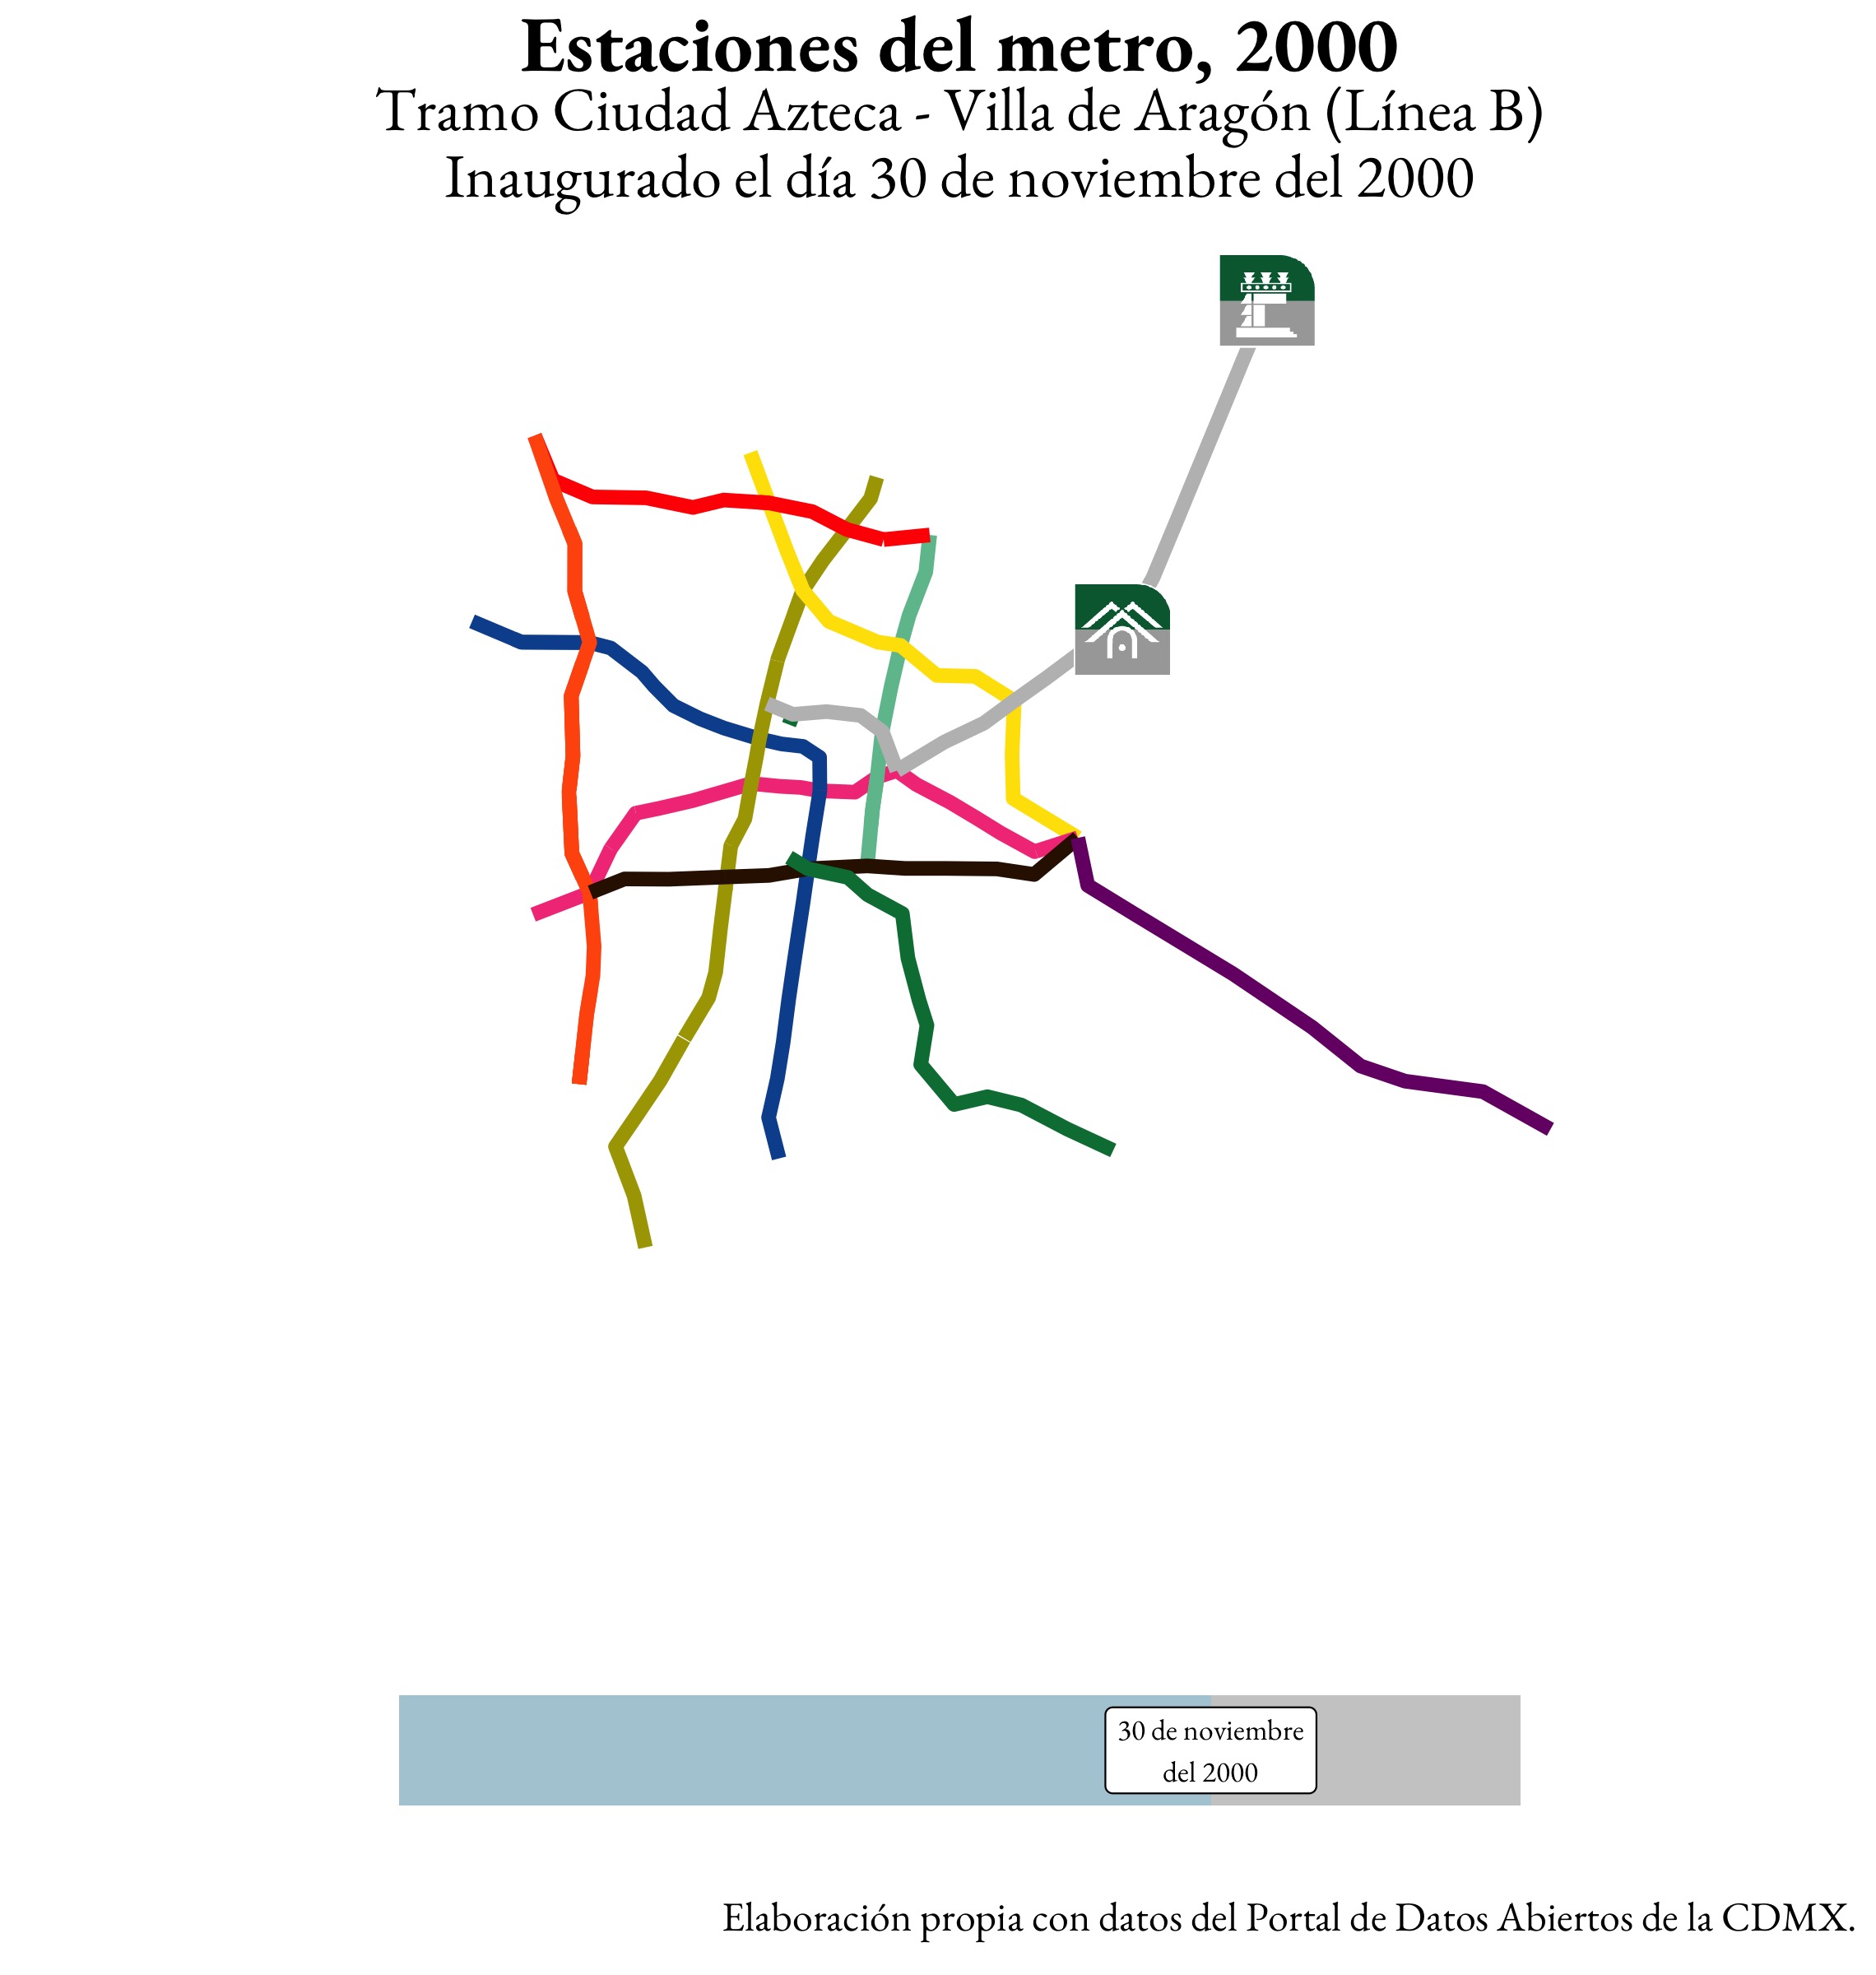 Estaciones del metro, 2000
Tramo Ciudad Azteca - Villa de Aragón (Línea B)
Inaugurado el día 30 de noviembre del 2000
30 de noviembre
del 2000
Elaboración propia con datos del Portal de Datos Abiertos de la CDMX.